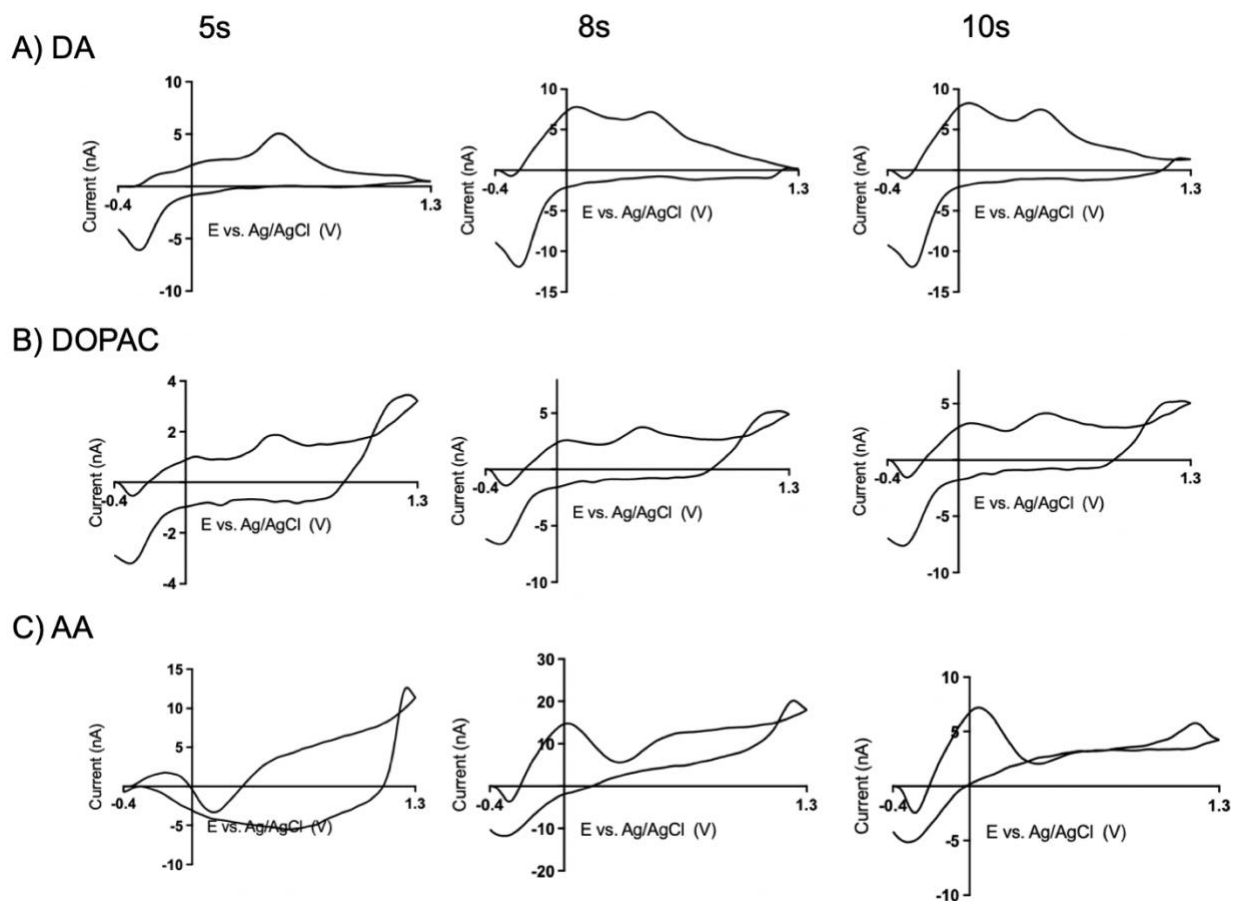 5s 8s 10s
A) DA
10
5
-5
-10
-0.4 1.3
Current (nA)
E vs. Ag/AgCl (V)
10
5
-5
-10
-15
-0.4 1.3
Current (nA)
E vs. Ag/AgCl (V)
10
5
-5
-10
-15
-0.4 1.3
Current (nA)
E vs. Ag/AgCl (V)
B) DOPAC
4
2
-2
-4
-0.4 1.3
Current (nA)
E vs. Ag/AgCl (V)
5
-5
-10
-0.4 1.3
Current (nA)
E vs. Ag/AgCl (V)
5
-5
-10
-0.4 1.3
Current (nA)
E vs. Ag/AgCl (V)
C) AA
15
10
5
-5
-10
-0.4 1.3
Current (nA)
E vs. Ag/AgCl (V)
30
20
10
-10
-20
-0.4 1.3
Current (nA)
E vs. Ag/AgCl (V)
10
5
-5
-10
-0.4 1.3
Current (nA)
E vs. Ag/AgCl (V)